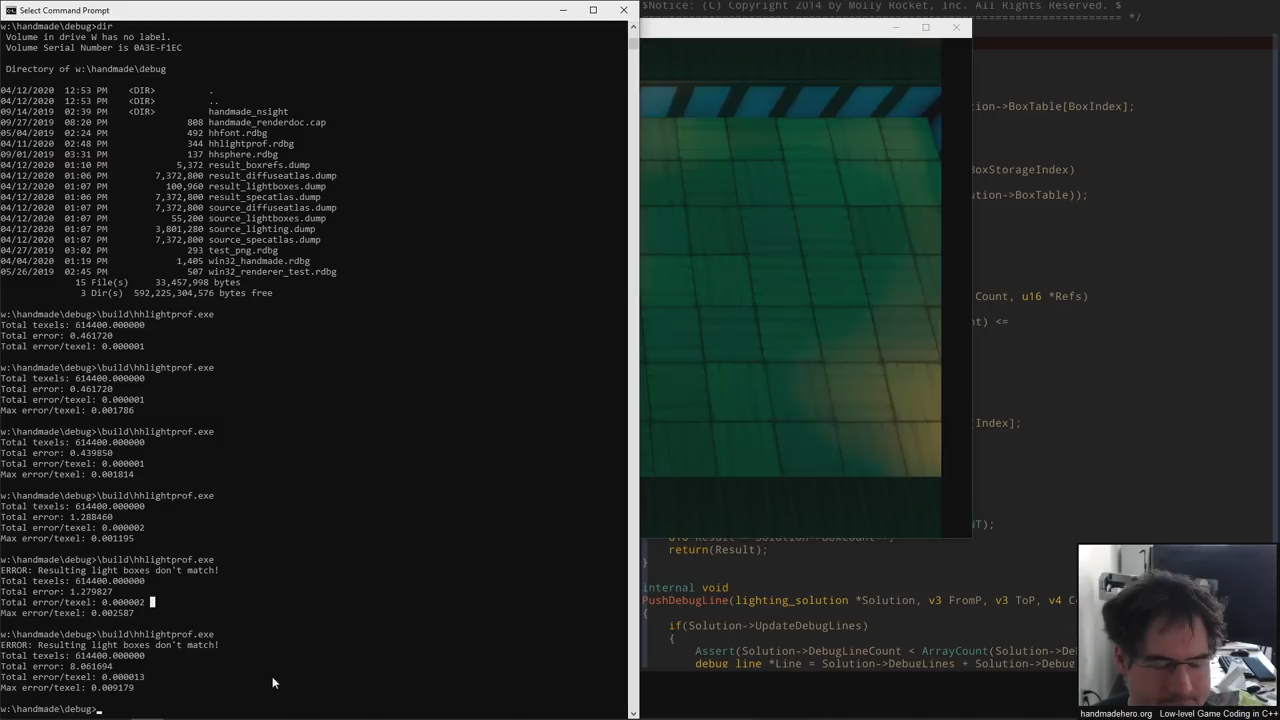 Select Command Prompt
w:\handmade\debug>dir
Volume in drive W has no label.
Volume Serial Number is 0A3E-F1EC
Directory of w:\handmade\debug
04/12/2020 12:53 PM <DIR> .
04/12/2020 12:53 PM <DIR> ..
09/14/2019 02:39 PM <DIR> handmade_nsight
09/27/2019 08:20 PM 808 handmade_renderdoc.cap
05/04/2020 02:24 PM 492 hhfont.rdbg
04/11/2020 02:48 PM 344 hhlightprof.rdbg
09/01/2019 03:31 PM 137 hhsphere.rdbg
04/12/2020 01:10 PM 5,372 result_boxrefs.dump
04/12/2020 01:06 PM 7,372,800 result_diffuseatlas.dump
04/12/2020 01:07 PM 100,960 result_lightboxes.dump
04/12/2020 01:06 PM 7,372,800 result_specatlas.dump
04/12/2020 01:07 PM 7,372,800 source_diffuseatlas.dump
04/12/2020 01:07 PM 55,200 source_lightboxes.dump
04/12/2020 01:07 PM 3,801,280 source_lighting.dump
04/12/2020 01:07 PM 7,372,800 source_specatlas.dump
04/27/2019 03:02 PM 293 test_png.rdbg
04/04/2020 01:19 PM 1,405 win32_handmade.rdbg
05/26/2019 02:45 PM 507 win32_renderer_test.rdbg
15 File(s) 33,457,998 bytes
3 Dir(s) 592,225,304,576 bytes free
w:\handmade\debug>\build\hhlightprof.exe
Total texels: 614400.000000
Total error: 0.461720
Total error/texel: 0.000001
w:\handmade\debug>\build\hhlightprof.exe
Total texels: 614400.000000
Total error: 0.461720
Total error/texel: 0.000001
Max error/texel: 0.001786
w:\handmade\debug>\build\hhlightprof.exe
Total texels: 614400.000000
Total error: 0.439850
Total error/texel: 0.000001
Max error/texel: 0.001814
w:\handmade\debug>\build\hhlightprof.exe
Total texels: 614400.000000
Total error: 1.288460
Total error/texel: 0.000002
Max error/texel: 0.001195
w:\handmade\debug>\build\hhlightprof.exe
ERROR: Resulting light boxes don't match!
Total texels: 614400.000000
Total error: 1.279827
Total error/texel: 0.000002
Max error/texel: 0.002587
w:\handmade\debug>\build\hhlightprof.exe
ERROR: Resulting light boxes don't match!
Total texels: 614400.000000
Total error: 8.061694
Total error/texel: 0.000013
Max error/texel: 0.009179
w:\handmade\debug>_
$Notice: (C) Copyright 2014 by Molly Rocket, Inc. All Rights Reserved. $
======================================== */
ion->BoxTable[BoxIndex];
oxStorageIndex)
ution->BoxTable));
Count, u16 *Refs)
t) <=
Index];
NT);
return(Result);
}
internal void
PushDebugLine(lighting_solution *Solution, v3 FromP, v3 ToP, v4 C
{
if(Solution->UpdateDebugLines)
{
Assert(Solution->DebugLineCount < ArrayCount(Solution->De
debug_line *Line = Solution->DebugLines + Solution->Debug
handmadehero.org | Low-level Game Coding in C++